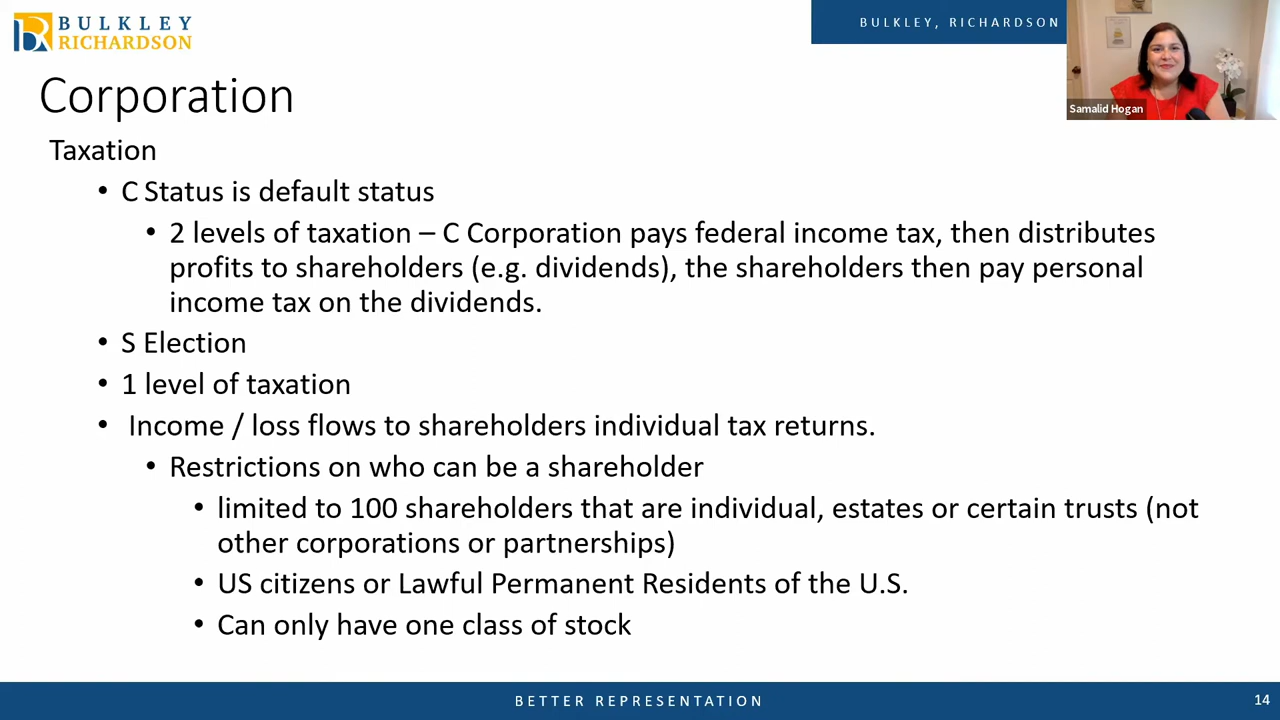 BULKLEY
RICHARDSON
BULKLEY, RICHARDSON
Samalid Hogan
Corporation
Taxation
• C Status is default status
• 2 levels of taxation – C Corporation pays federal income tax, then distributes
profits to shareholders (e.g. dividends), the shareholders then pay personal
income tax on the dividends.
• S Election
• 1 level of taxation
• Income / loss flows to shareholders individual tax returns.
• Restrictions on who can be a shareholder
• limited to 100 shareholders that are individual, estates or certain trusts (not
other corporations or partnerships)
• US citizens or Lawful Permanent Residents of the U.S.
• Can only have one class of stock
BETTER REPRESENTATION
14